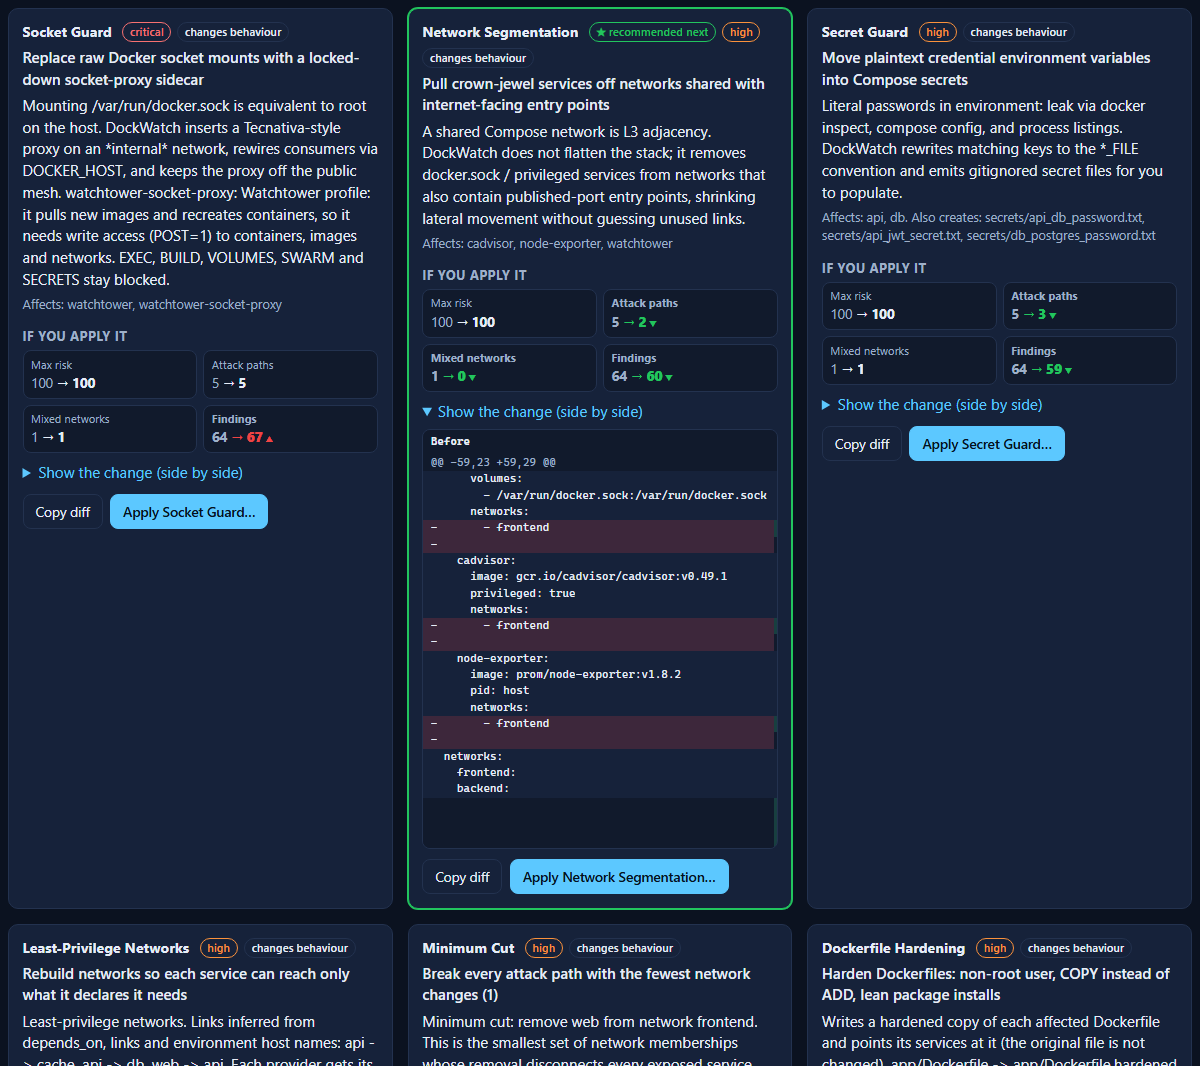 Socket Guard critical changes behaviour
Replace raw Docker socket mounts with a locked-
down socket-proxy sidecar
Mounting /var/run/docker.sock is equivalent to root
on the host. DockWatch inserts a Tecnativa-style
proxy on an *internal* network, rewires consumers via
DOCKER_HOST, and keeps the proxy off the public
mesh. watchtower-socket-proxy: Watchtower profile:
it pulls new images and recreates containers, so it
needs write access (POST=1) to containers, images
and networks. EXEC, BUILD, VOLUMES, SWARM and
SECRETS stay blocked.
Affects: watchtower, watchtower-socket-proxy
IF YOU APPLY IT
Max risk
100 → 100
Attack paths
5 → 5
Mixed networks
1 → 1
Findings
64 → 67 ▲
▶ Show the change (side by side)
Copy diff
Apply Socket Guard...
Network Segmentation ★ recommended next high
changes behaviour
Pull crown-jewel services off networks shared with
internet-facing entry points
A shared Compose network is L3 adjacency.
DockWatch does not flatten the stack; it removes
docker.sock / privileged services from networks that
also contain published-port entry points, shrinking
lateral movement without guessing unused links.
Affects: cadvisor, node-exporter, watchtower
IF YOU APPLY IT
Max risk
100 → 100
Attack paths
5 → 2 ▼
Mixed networks
1 → 0 ▼
Findings
64 → 60 ▼
▼ Show the change (side by side)
Before
@@ -59,23 +59,29 @@
volumes:
- /var/run/docker.sock:/var/run/docker.sock
networks:
-       - frontend
-
cadvisor:
image: gcr.io/cadvisor/cadvisor:v0.49.1
privileged: true
networks:
-       - frontend
-
node-exporter:
image: prom/node-exporter:v1.8.2
pid: host
networks:
-       - frontend
-
networks:
frontend:
backend:
Copy diff
Apply Network Segmentation...
Secret Guard high changes behaviour
Move plaintext credential environment variables
into Compose secrets
Literal passwords in environment: leak via docker
inspect, compose config, and process listings.
DockWatch rewrites matching keys to the *_FILE
convention and emits gitignored secret files for you
to populate.
Affects: api, db. Also creates: secrets/api_db_password.txt,
secrets/api_jwt_secret.txt, secrets/db_postgres_password.txt
IF YOU APPLY IT
Max risk
100 → 100
Attack paths
5 → 3 ▼
Mixed networks
1 → 1
Findings
64 → 59 ▼
▶ Show the change (side by side)
Copy diff
Apply Secret Guard...
Least-Privilege Networks high changes behaviour
Rebuild networks so each service can reach only
what it declares it needs
Least-privilege networks. Links inferred from
depends_on, links and environment host names: api -
> cache, api -> db, web -> api. Each provider gets its
Minimum Cut high changes behaviour
Break every attack path with the fewest network
changes (1)
Minimum cut: remove web from network frontend.
This is the smallest set of network memberships
whose removal disconnects every exposed service
Dockerfile Hardening high changes behaviour
Harden Dockerfiles: non-root user, COPY instead of
ADD, lean package installs
Writes a hardened copy of each affected Dockerfile
and points its services at it (the original file is not
changed). app/Dockerfile -> app/Dockerfile.hardened